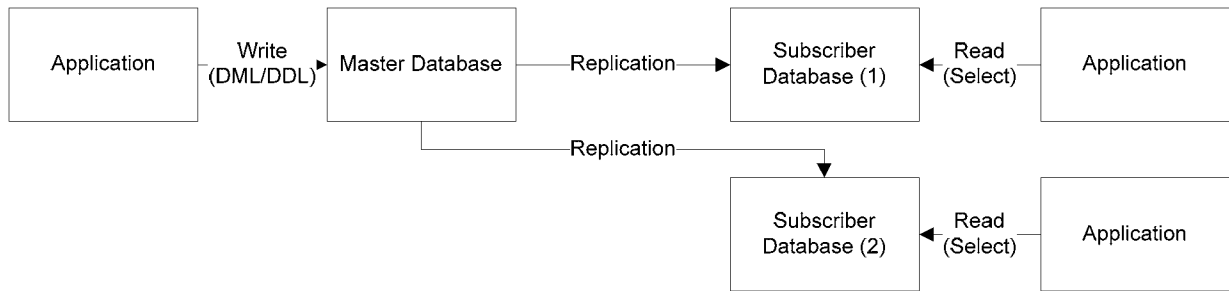 Application
Write
(DML/DDL)
Master Database
Replication
Subscriber
Database (1)
Read
(Select)
Application
Replication
Subscriber
Database (2)
Read
(Select)
Application